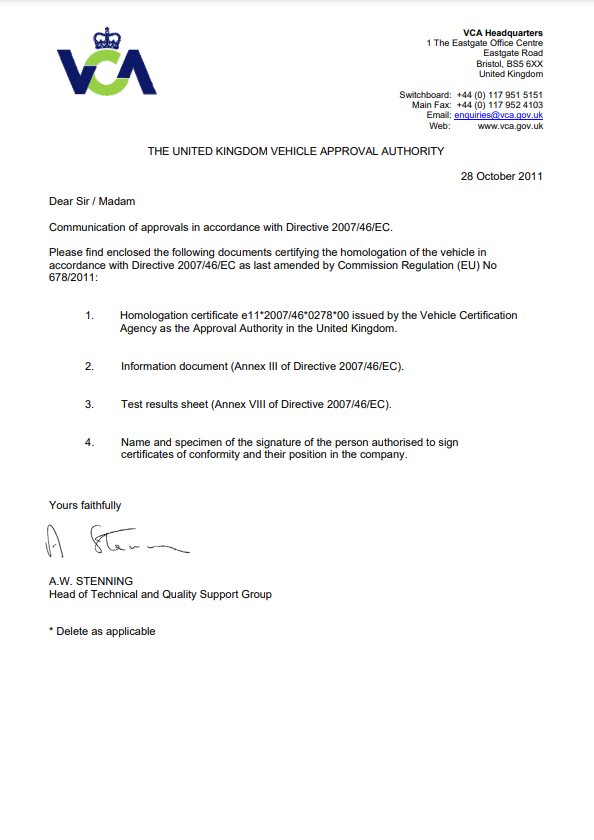 VCA
VCA Headquarters
1 The Eastgate Office Centre
Eastgate Road
Bristol, BS5 6XX
United Kingdom
Switchboard: +44 (0) 117 951 5151
Main Fax: +44 (0) 117 952 4103
Email: enquiries@vca.gov.uk
Web: www.vca.gov.uk
THE UNITED KINGDOM VEHICLE APPROVAL AUTHORITY
28 October 2011
Dear Sir / Madam
Communication of approvals in accordance with Directive 2007/46/EC.
Please find enclosed the following documents certifying the homologation of the vehicle in
accordance with Directive 2007/46/EC as last amended by Commission Regulation (EU) No
678/2011:
1. Homologation certificate e11*2007/46*0278*00 issued by the Vehicle Certification
Agency as the Approval Authority in the United Kingdom.
2. Information document (Annex III of Directive 2007/46/EC).
3. Test results sheet (Annex VIII of Directive 2007/46/EC).
4. Name and specimen of the signature of the person authorised to sign
certificates of conformity and their position in the company.
Yours faithfully
A.W. STENNING
Head of Technical and Quality Support Group
* Delete as applicable